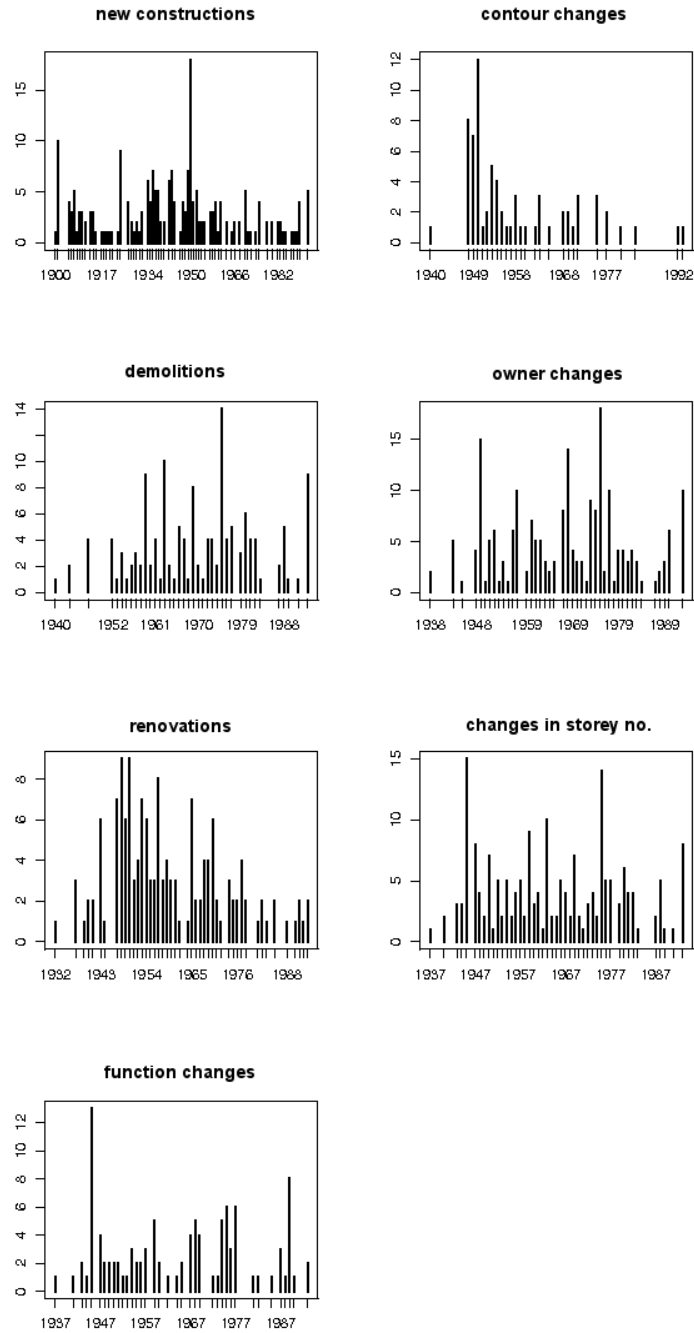 new constructions
15
10
5
0
1900 1917 1934 1950 1966 1982
contour changes
12
10
8
6
4
2
0
1940 1949 1958 1968 1977 1992
demolitions
14
10
8
6
4
2
0
1940 1952 1961 1970 1979 1988
owner changes
15
10
5
0
1938 1948 1959 1969 1979 1989
renovations
8
6
4
2
0
1932 1943 1954 1965 1976 1988
changes in storey no.
15
10
5
0
1937 1947 1957 1967 1977 1987
function changes
12
10
8
6
4
2
0
1937 1947 1957 1967 1977 1987